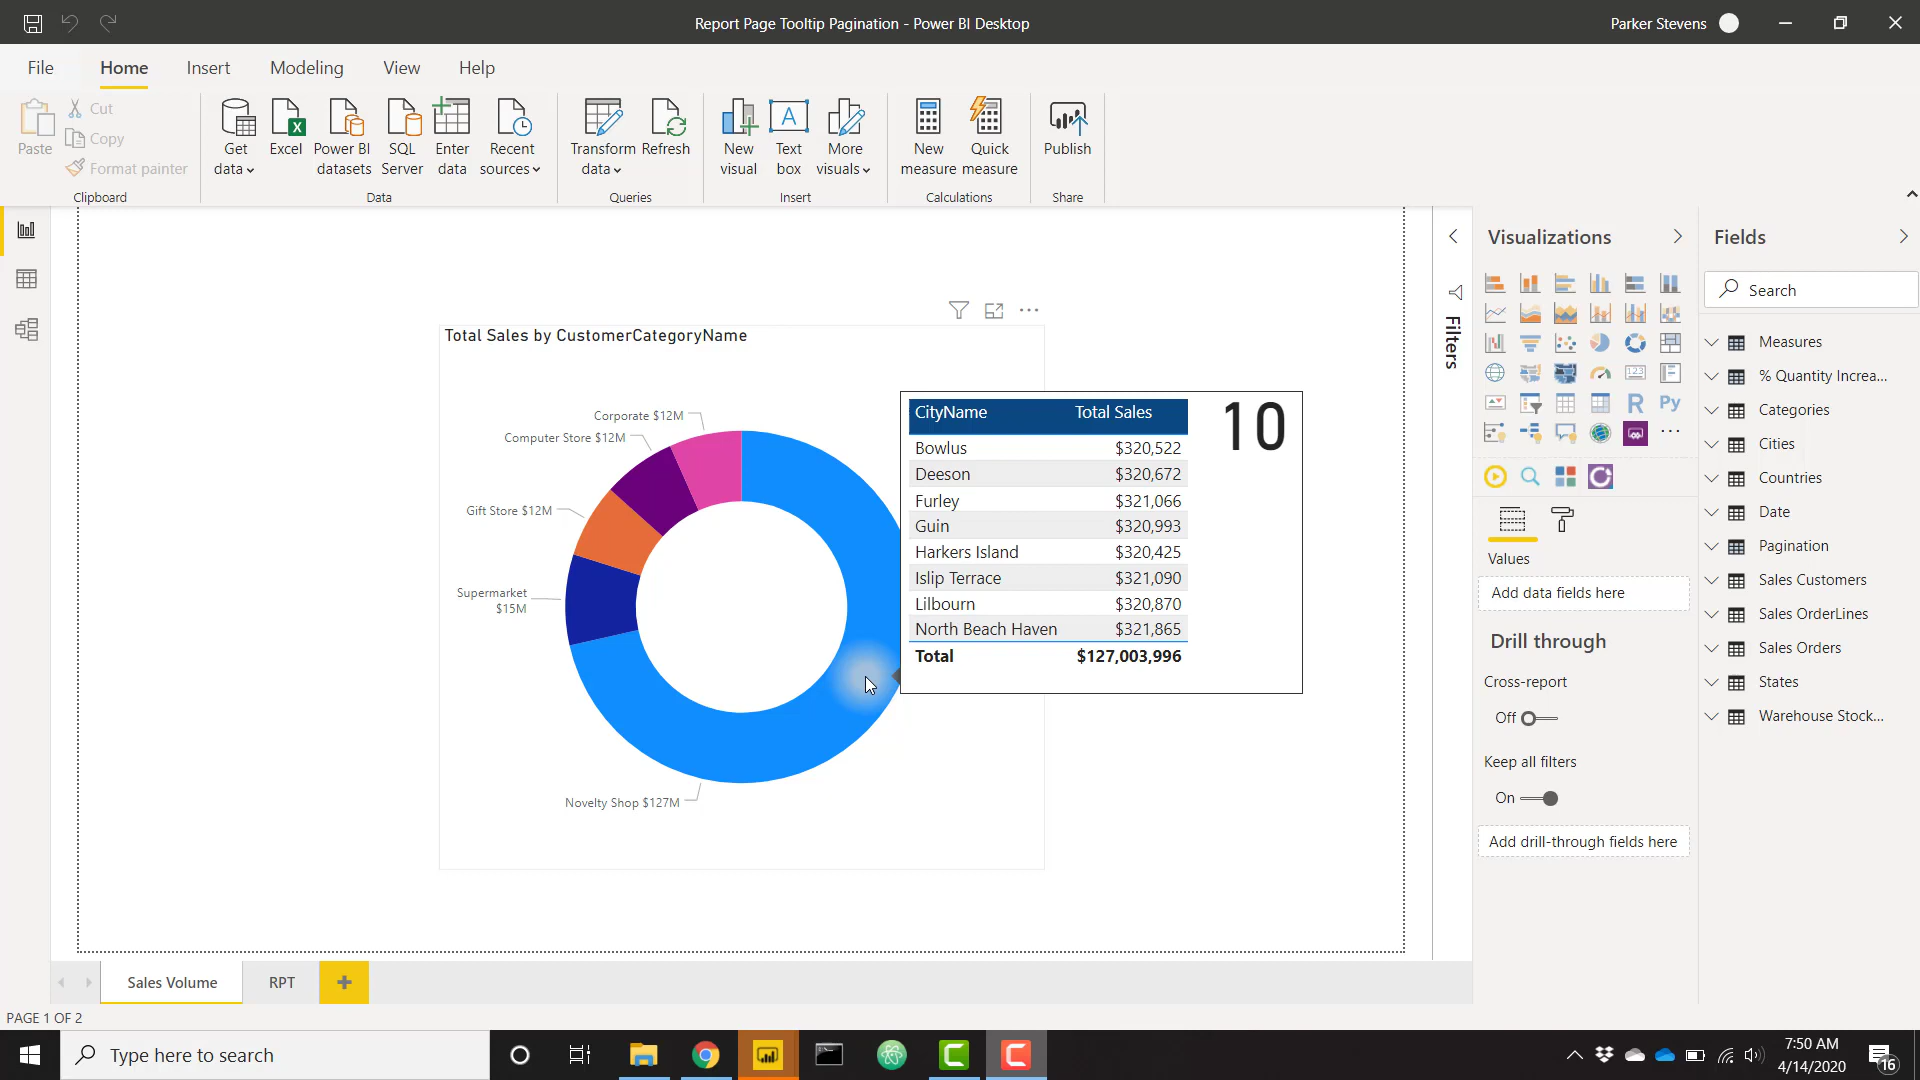 Report Page Tooltip Pagination - Power BI Desktop
Parker Stevens
File
Home
Insert
Modeling
View
Help
Paste
Cut
Copy
Format painter
Clipboard
Get data
Excel
Power BI datasets
SQL Server
Enter data
Recent sources
Data
Transform data
Refresh
Queries
New visual
Text box
More visuals
Insert
New measure
Quick measure
Calculations
Publish
Share
Total Sales by CustomerCategoryName
Corporate $12M
Computer Store $12M
Gift Store $12M
Supermarket
$15M
Novelty Shop $127M
CityName Total Sales
Bowlus $320,522
Deeson $320,672
Furley $321,066
Guin $320,993
Harkers Island $320,425
Islip Terrace $321,090
Lilbourn $320,870
North Beach Haven $321,865
Total $127,003,996
10
Filters
Visualizations
123
R
Py
Values
Add data fields here
Drill through
Cross-report
Off
Keep all filters
On
Add drill-through fields here
Fields
Search
Measures
% Quantity Increa...
Categories
Cities
Countries
Date
Pagination
Sales Customers
Sales OrderLines
Sales Orders
States
Warehouse Stock...
Sales Volume
RPT
PAGE 1 OF 2
Type here to search
7:50 AM
4/14/2020
16